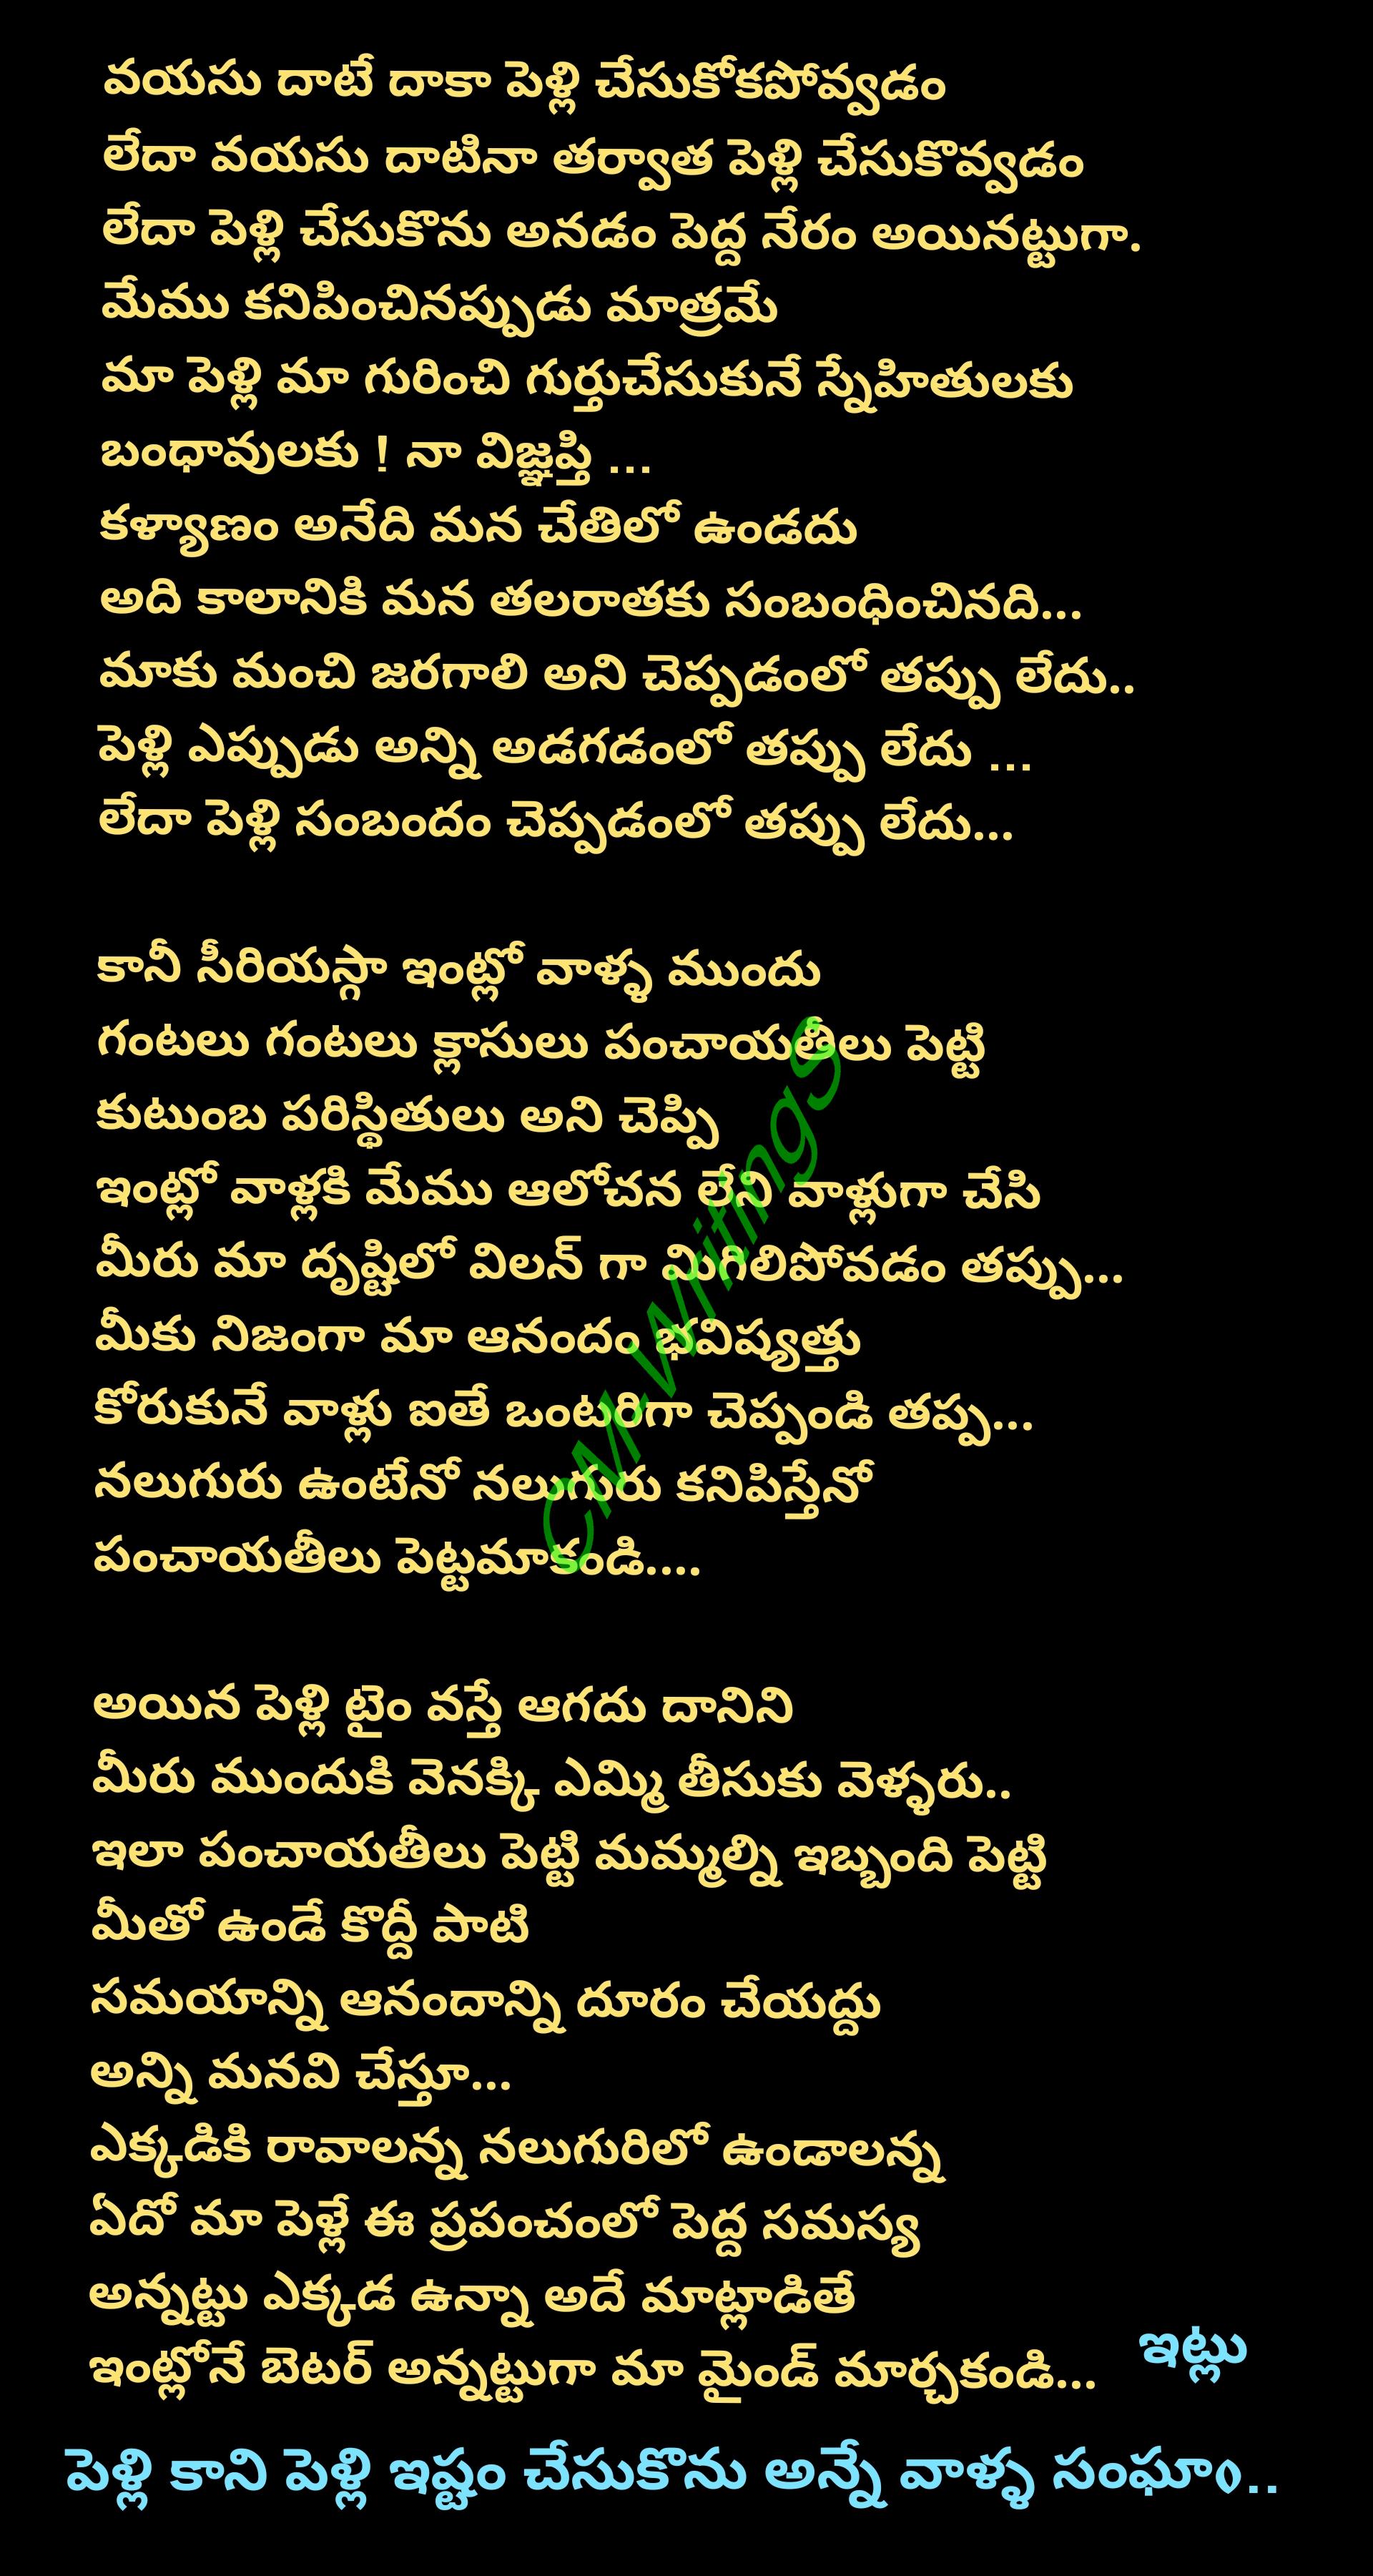 వయసు దాటే దాకా పెళ్లి చేసుకోకపోవ్వడం
లేదా వయసు దాటినా తర్వాత పెళ్లి చేసుకొవ్వడం
లేదా పెళ్లి చేసుకొను అనడం పెద్ద నేరం అయినట్టుగా.
మేము కనిపించినప్పుడు మాత్రమే
మా పెళ్లి మా గురించి గుర్తుచేసుకునే స్నేహితులకు
బంధావులకు ! నా విజ్ఞప్తి ...
కళ్యాణం అనేది మన చేతిలో ఉండదు
అది కాలానికి మన తలరాతకు సంబంధించినది...
మాకు మంచి జరగాలి అని చెప్పడంలో తప్పు లేదు..
పెళ్లి ఎప్పుడు అన్ని అడగడంలో తప్పు లేదు ...
లేదా పెళ్లి సంబందం చెప్పడంలో తప్పు లేదు...
కానీ సీరియస్గా ఇంట్లో వాళ్ళ ముందు
గంటలు గంటలు క్లాసులు పంచాయతీలు పెట్టి
కుటుంబ పరిస్థితులు అని చెప్పి
ఇంట్లో వాళ్లకి మేము ఆలోచన లేని వాళ్లుగా చేసి
మీరు మా దృష్టిలో విలన్ గా మిగిలిపోవడం తప్పు...
మీకు నిజంగా మా ఆనందం భవిష్యత్తు
కోరుకునే వాళ్లు ఐతే ఒంటరిగా చెప్పండి తప్ప...
నలుగురు ఉంటేనో నలుగురు కనిపిస్తేనో
పంచాయతీలు పెట్టమాకండి....
CM Writings
అయిన పెళ్లి టైం వస్తే ఆగదు దానిని
మీరు ముందుకి వెనక్కి ఎమ్మి తీసుకు వెళ్ళరు..
ఇలా పంచాయతీలు పెట్టి మమ్మల్ని ఇబ్బంది పెట్టి
మీతో ఉండే కొద్దీ పాటి
సమయాన్ని ఆనందాన్ని దూరం చేయద్దు
అన్ని మనవి చేస్తూ...
ఎక్కడికి రావాలన్న నలుగురిలో ఉండాలన్న
ఏదో మా పెళ్లే ఈ ప్రపంచంలో పెద్ద సమస్య
అన్నట్టు ఎక్కడ ఉన్నా అదే మాట్లాడితే
ఇంట్లోనే బెటర్ అన్నట్టుగా మా మైండ్ మార్చకండి...
ఇట్లు
పెళ్లి కాని పెళ్లి ఇష్టం చేసుకొను అన్నే వాళ్ళ సంఘం..